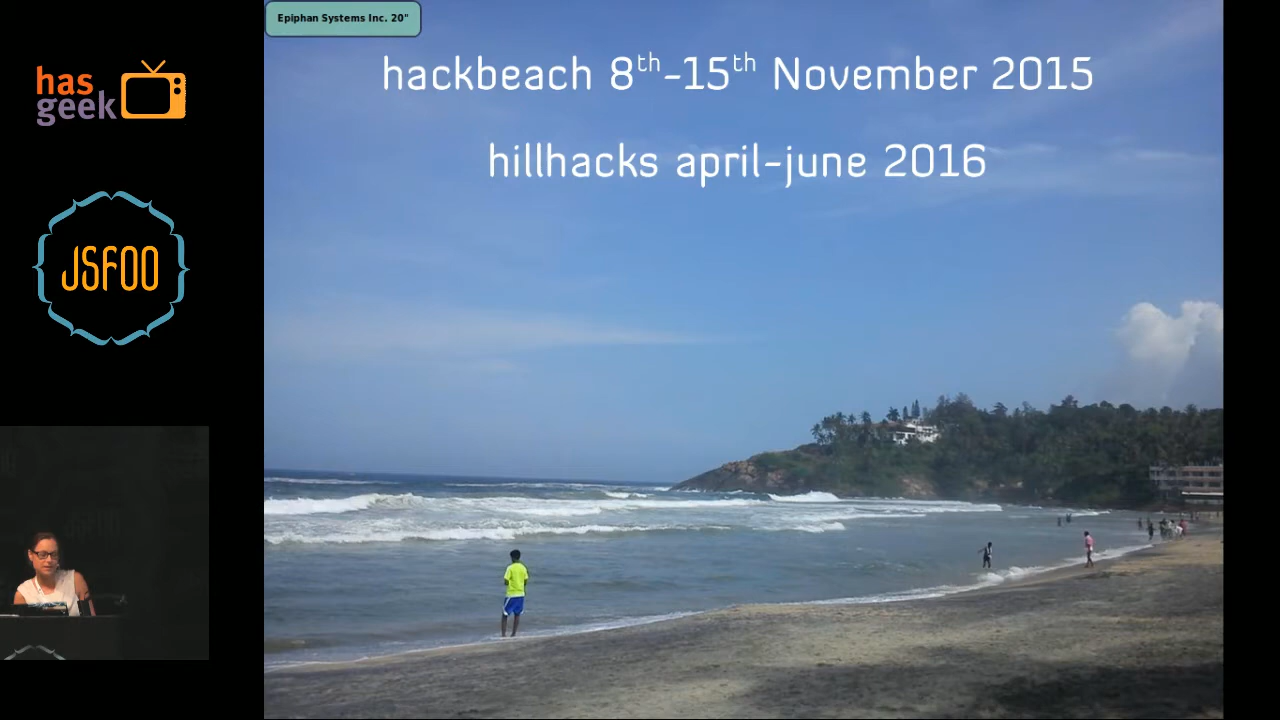 Epiphan Systems Inc. 20"
has
geek
JSFOO
hackbeach 8th-15th November 2015
hillhacks april-june 2016